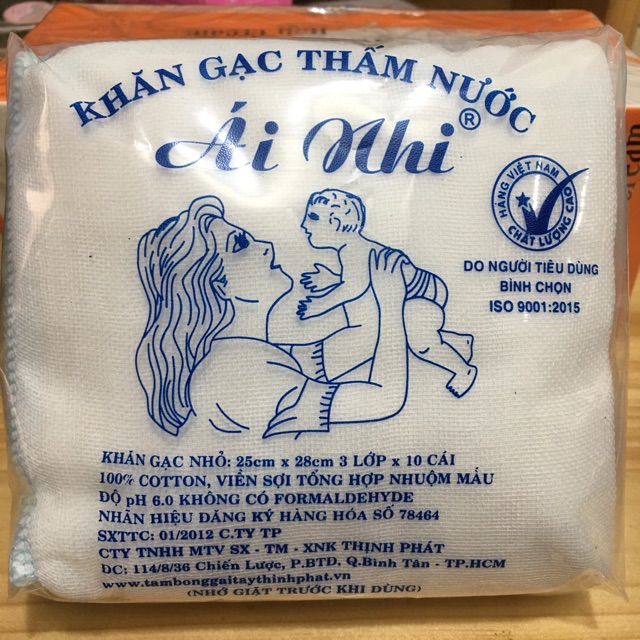 KHĂN GẠC THẤM NƯỚC
Ái Nhi ®
HÀNG VIỆT NAM
CHẤT LƯỢNG CAO
DO NGƯỜI TIÊU DÙNG
BÌNH CHỌN
ISO 9001:2015
KHĂN GẠC NHỎ: 25cm x 28cm 3 LỚP x 10 CÁI
100% COTTON, VIỀN SỢI TỔNG HỢP NHUỘM MẦU
ĐỘ pH 6.0 KHÔNG CÓ FORMALDEHYDE
NHÃN HIỆU ĐĂNG KÝ HÀNG HÓA SỐ 78464
SXTTC: 01/2012 C.TY TP
CTY TNHH MTV SX - TM - XNK THỊNH PHÁT
ĐC: 114/8/36 Chiến Lược, P.BTĐ, Q.Bình Tân - TP.HCM
www.tambonggaitaythinhphat.vn
(NHỚ GIẶT TRƯỚC KHI DÙNG)